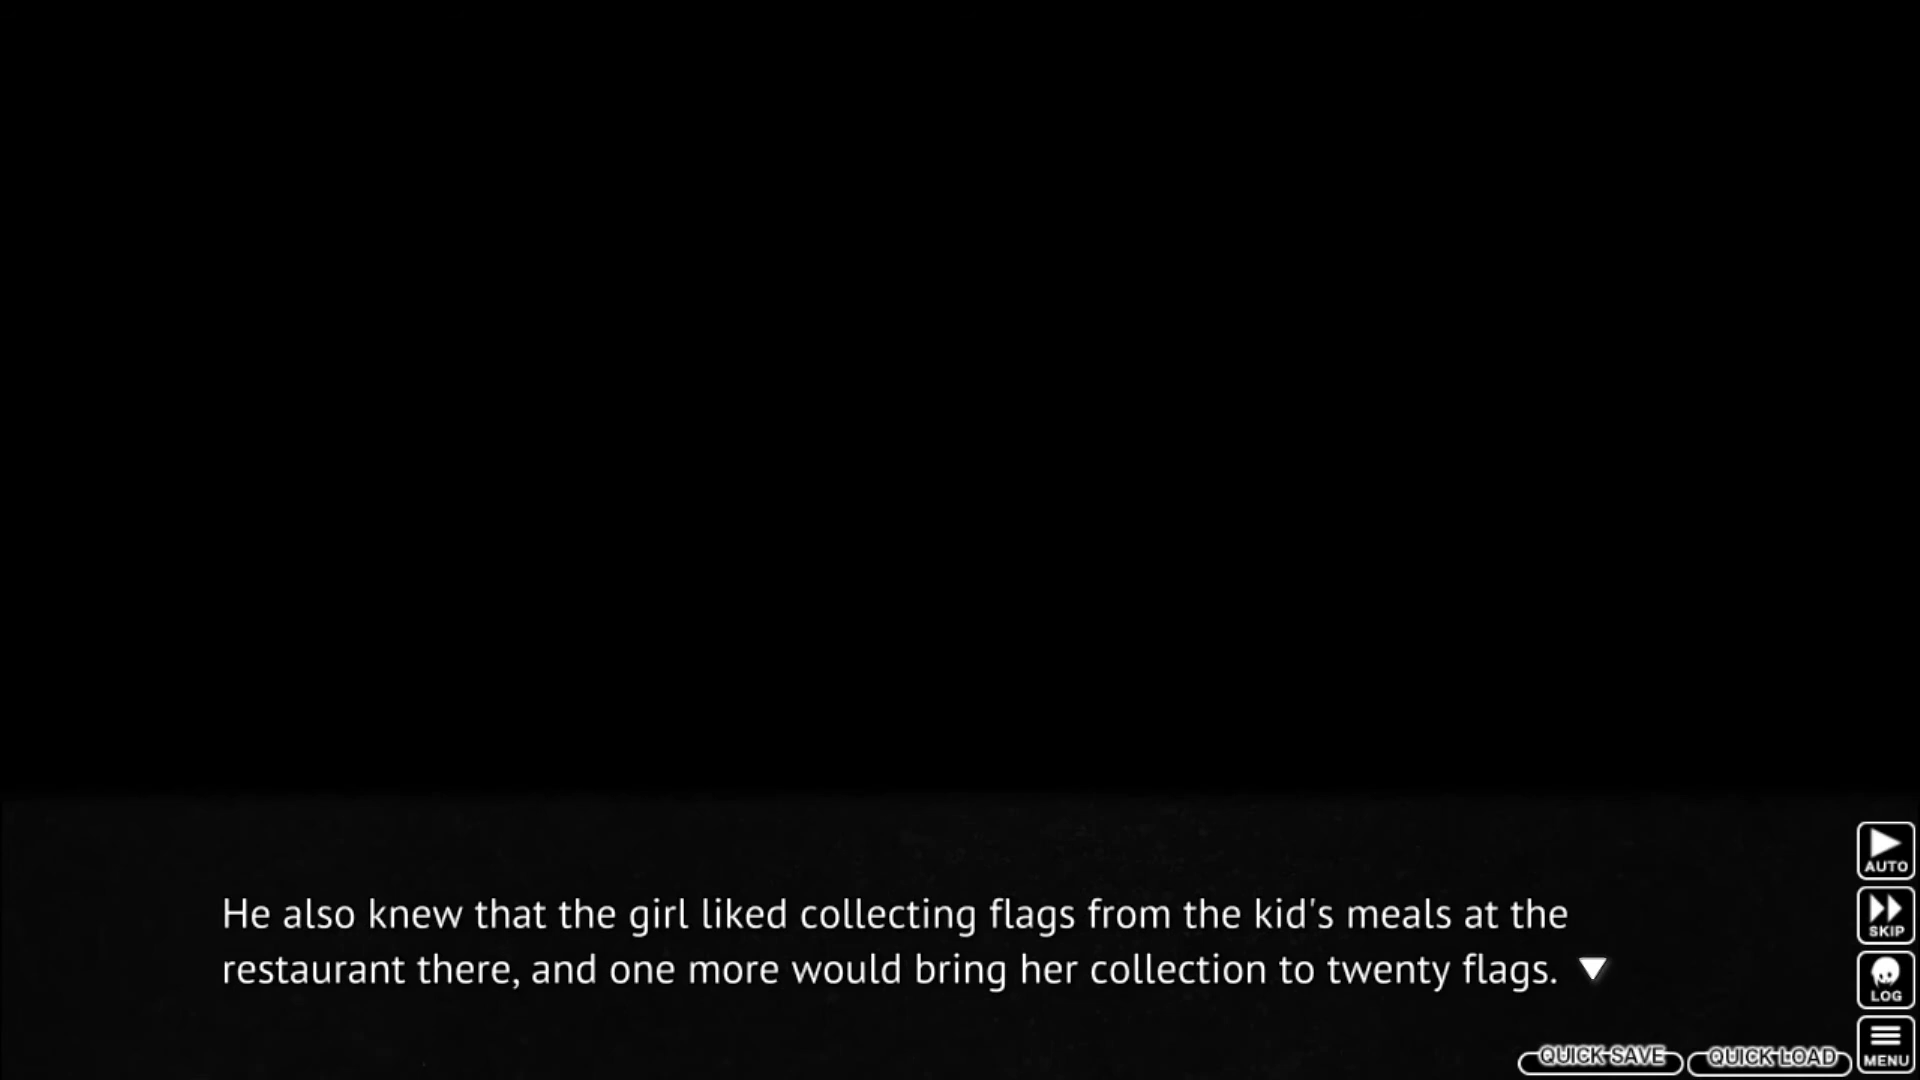 He also knew that the girl liked collecting flags from the kid's meals at the
restaurant there, and one more would bring her collection to twenty flags.
AUTO
SKIP
LOG
MENU
QUICK SAVE
QUICK LOAD